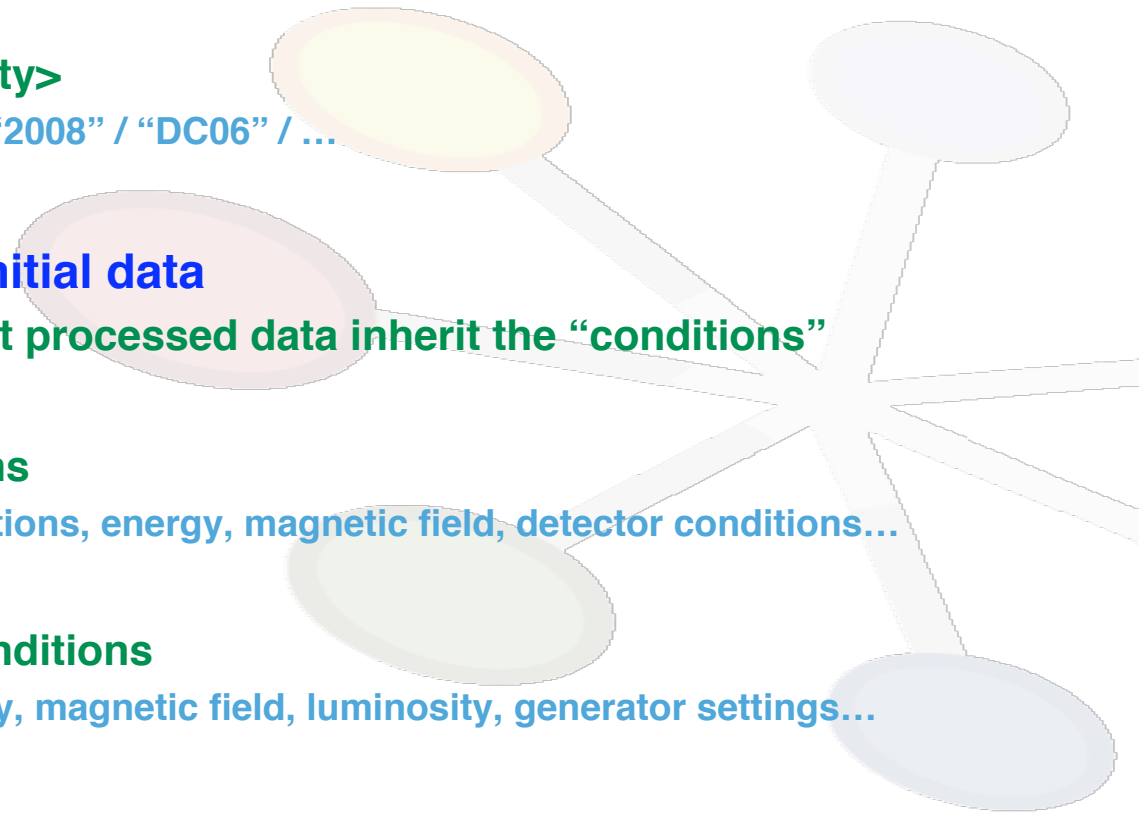 ty>
“2008” / “DC06” / …
nitial data
t processed data inherit the “conditions”
ns
tions, energy, magnetic field, detector conditions…
nditions
y, magnetic field, luminosity, generator settings…